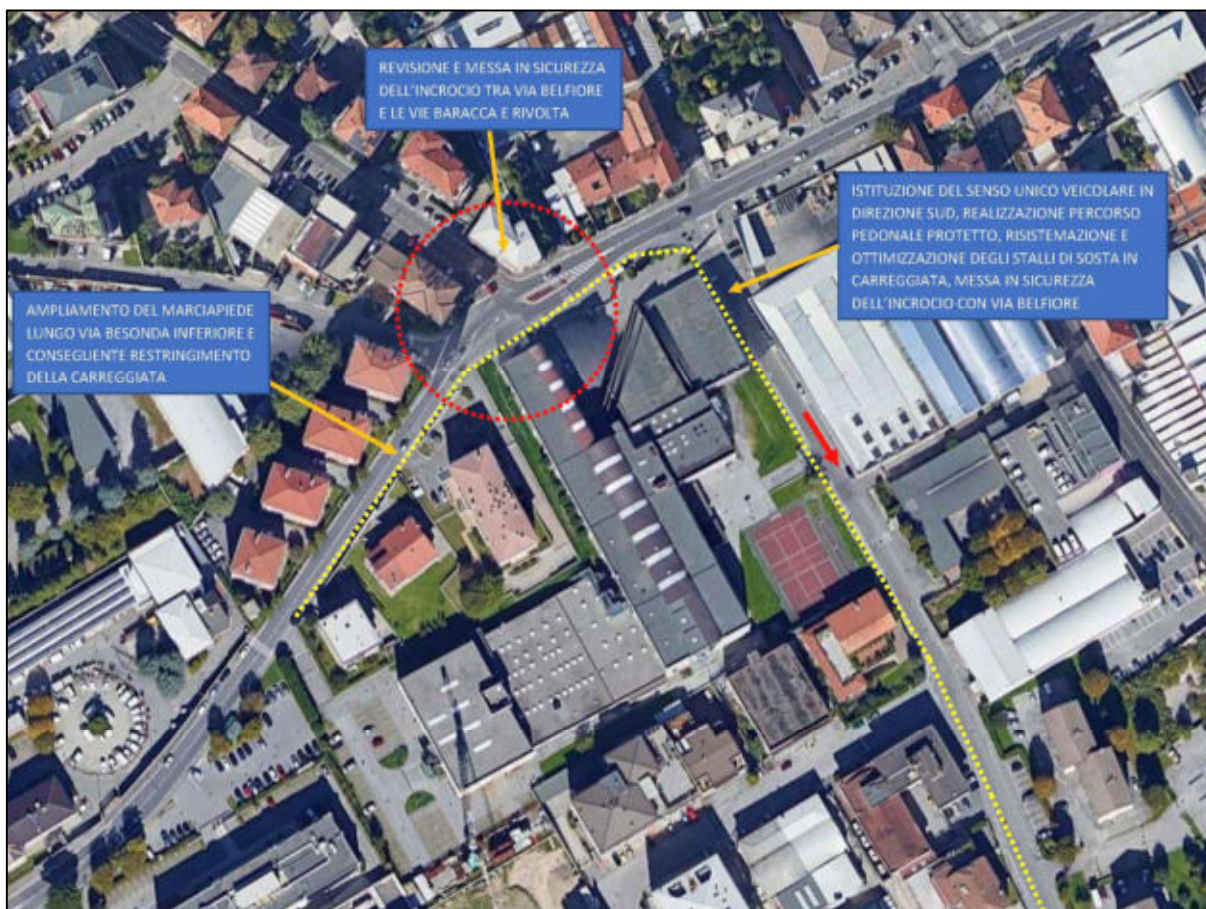 REVISIONE E MESSA IN SICUREZZA
DELL'INCROCIO TRA VIA BELFIORE
E LE VIE BARACCA E RIVOLTA
ISTITUZIONE DEL SENSO UNICO VEICOLARE IN
DIREZIONE SUD, REALIZZAZIONE PERCORSO
PEDONALE PROTETTO, RISISTEMAZIONE E
OTTIMIZZAZIONE DEGLI STALLI DI SOSTA IN
CARREGGIATA, MESSA IN SICUREZZA
DELL'INCROCIO CON VIA BELFIORE
AMPLIAMENTO DEL MARCIAPIEDE
LUNGO VIA BESONDA INFERIORE E
CONSEGUENTE RESTRINGIMENTO
DELLA CARREGGIATA